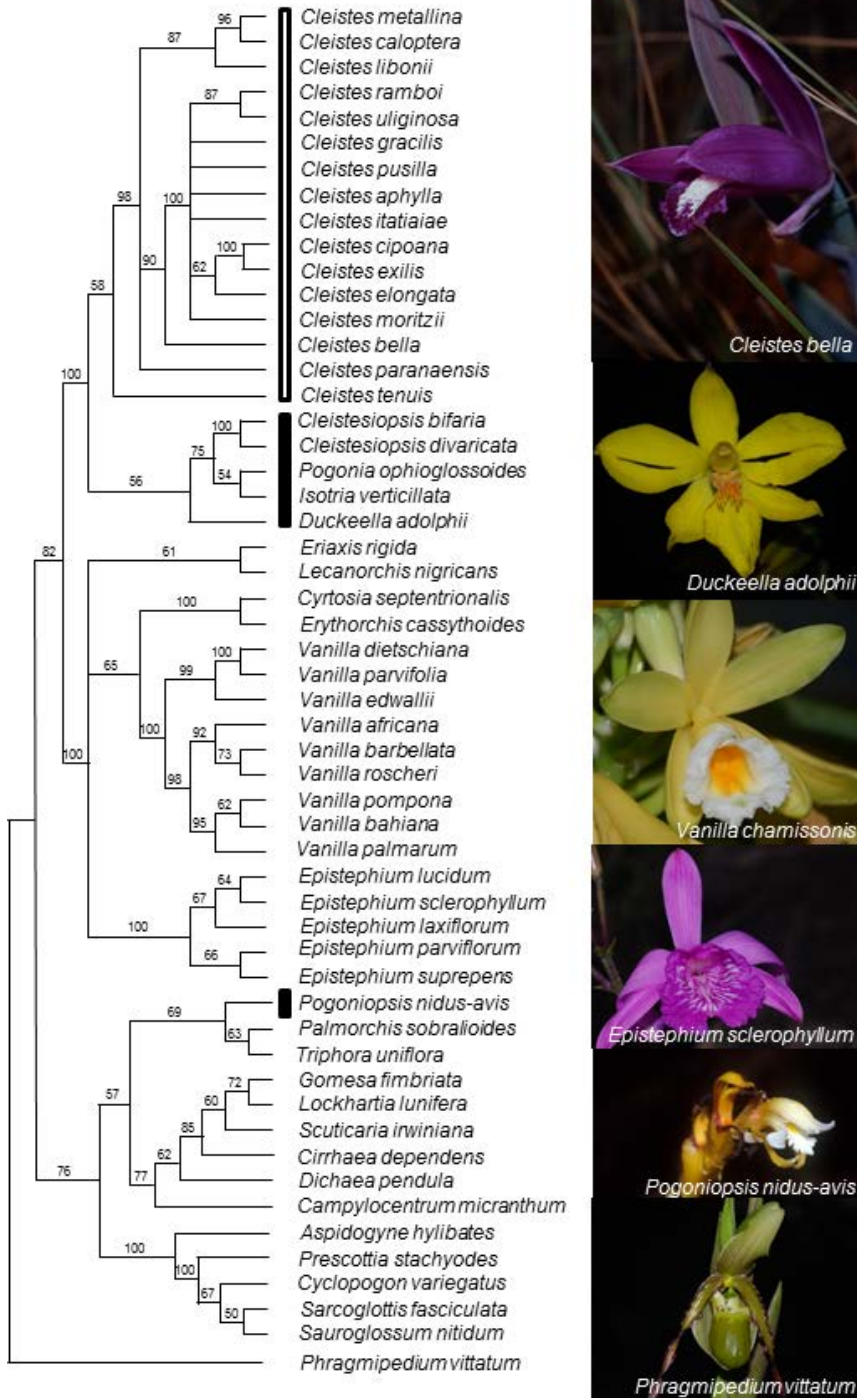 96
Cleistes metallina
87
Cleistes caloptera
Cleistes libonii
87
Cleistes ramboi
Cleistes uliginosa
Cleistes gracilis
Cleistes pusilla
98
100
Cleistes aphylla
Cleistes itatiaiae
100
Cleistes cipoana
90
62
Cleistes exilis
58
Cleistes elongata
Cleistes moritzii
Cleistes bella
100
Cleistes paranaensis
Cleistes tenuis
100
Cleistesiopsis bifaria
75
Cleistesiopsis divaricata
54
Pogonia ophioglossoides
56
Isotria verticillata
Duckeella adolphii
82
61
Eriaxis rigida
Lecanorchis nigricans
100
Cyrtosia septentrionalis
Erythorchis cassythoides
100
Vanilla dietschiana
65
99
Vanilla parvifolia
Vanilla edwallii
100
92
Vanilla africana
100
73
Vanilla barbellata
98
Vanilla roscheri
62
Vanilla pompona
95
Vanilla bahiana
Vanilla palmarum
64
Epistephium lucidum
67
Epistephium sclerophyllum
100
Epistephium laxiflorum
66
Epistephium parviflorum
Epistephium suprepens
69
Pogoniopsis nidus-avis
63
Palmorchis sobralioides
Triphora uniflora
57
72
Gomesa fimbriata
60
Lockhartia lunifera
85
Scuticaria irwiniana
62
Cirrhaea dependens
76
77
Dichaea pendula
Campylocentrum micranthum
100
Aspidogyne hylibates
100
Prescottia stachyodes
67
Cyclopogon variegatus
50
Sarcoglottis fasciculata
Sauroglossum nitidum
Phragmipedium vittatum
Cleistes bella
Duckeella adolphii
Vanilla chamissonis
Epistephium sclerophyllum
Pogoniopsis nidus-avis
Phragmipedium vittatum